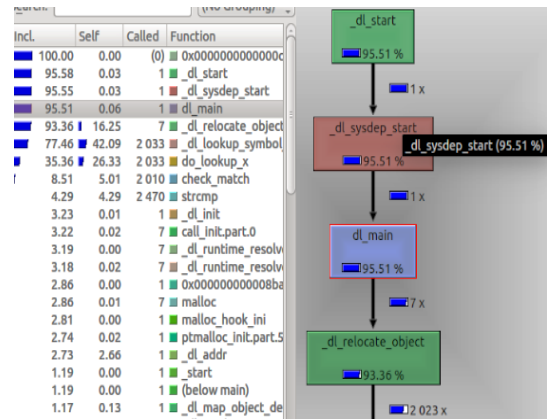 earch: (No Grouping)
Incl. Self Called Function
100.00 0.00 (0) 0x0000000000000c
95.58 0.03 1 _dl_start
95.55 0.03 1 _dl_sysdep_start
95.51 0.06 1 dl_main
93.36 16.25 7 _dl_relocate_object
77.46 42.09 2 033 _dl_lookup_symbol_
35.36 26.33 2 033 do_lookup_x
8.51 5.01 2 010 check_match
4.29 4.29 2 470 strcmp
3.23 0.01 1 _dl_init
3.22 0.02 7 call_init.part.0
3.19 0.00 7 _dl_runtime_resolv
3.18 0.02 7 _dl_runtime_resolv
2.86 0.00 1 0x000000000008ba
2.86 0.01 7 malloc
2.81 0.00 1 malloc_hook_ini
2.74 0.02 1 ptmalloc_init.part.5
2.73 2.66 1 _dl_addr
1.19 0.00 1 _start
1.19 0.00 1 (below main)
1.17 0.13 1 _dl_map_object_de
_dl_start
95.51 %
1 x
_dl_sysdep_start
_dl_sysdep_start (95.51 %)
95.51 %
1 x
dl_main
95.51 %
7 x
_dl_relocate_object
93.36 %
2 023 x